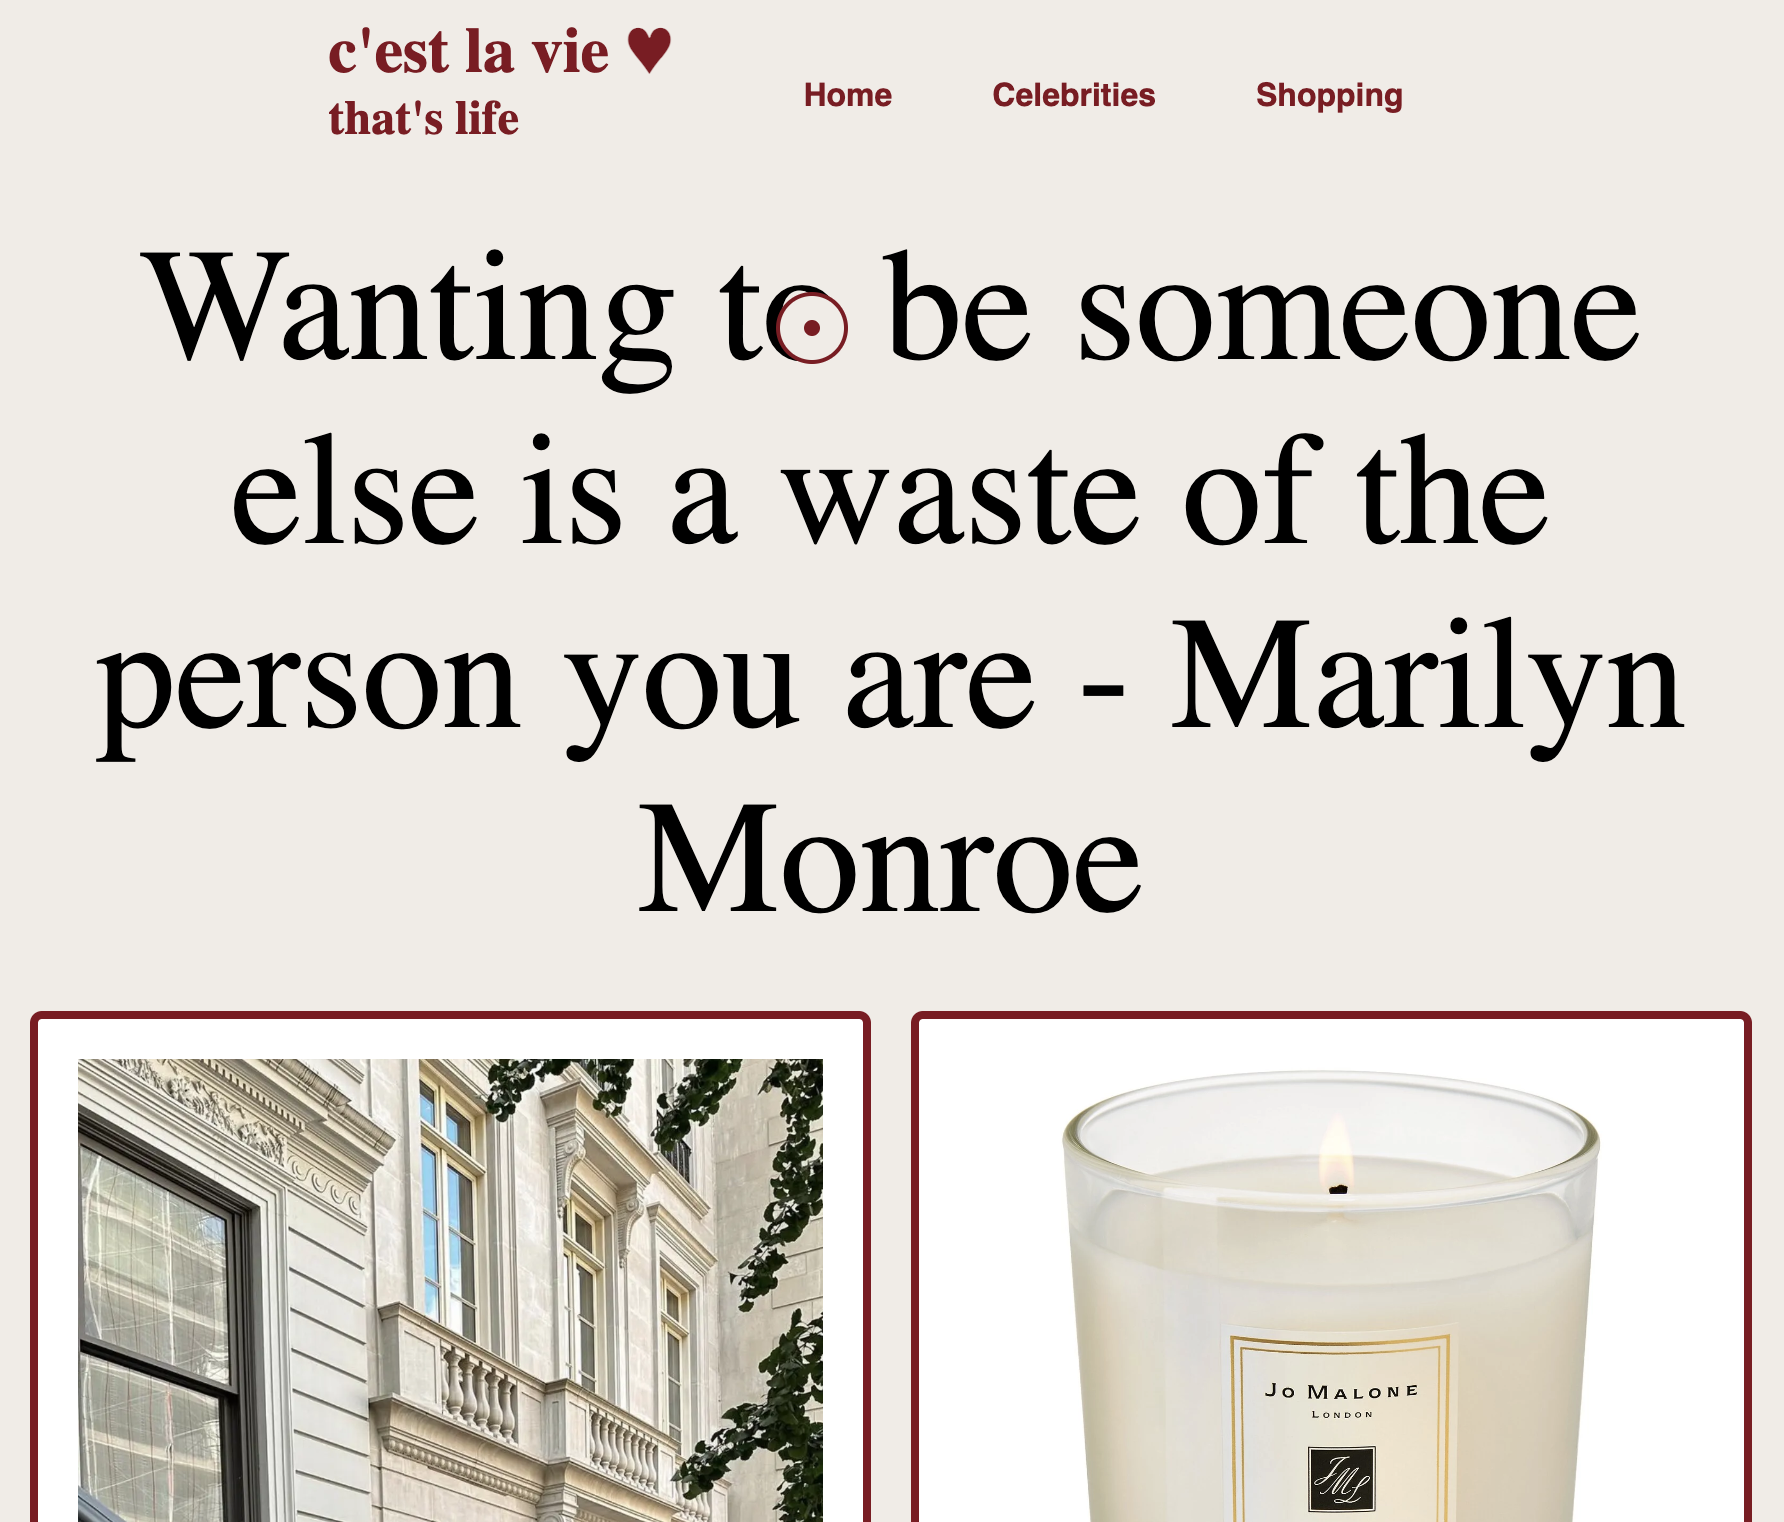 c'est la vie ♥
that's life
Home Celebrities Shopping
Wanting to be someone
else is a waste of the
person you are - Marilyn
Monroe
JO MALONE
LONDON
JML